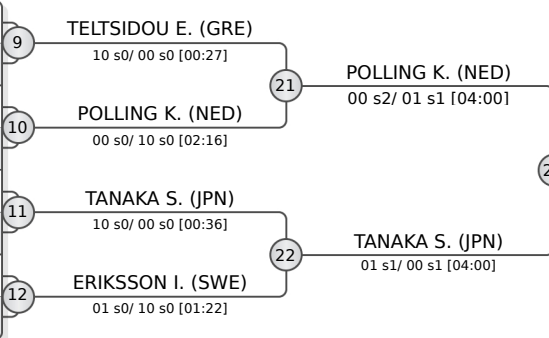 TELTSIDOU E. (GRE)
9
10 s0/ 00 s0 [00:27]
21
POLLING K. (NED)
00 s2/ 01 s1 [04:00]
POLLING K. (NED)
10
00 s0/ 10 s0 [02:16]
TANAKA S. (JPN)
11
10 s0/ 00 s0 [00:36]
22
TANAKA S. (JPN)
01 s1/ 00 s1 [04:00]
ERIKSSON I. (SWE)
12
01 s0/ 10 s0 [01:22]